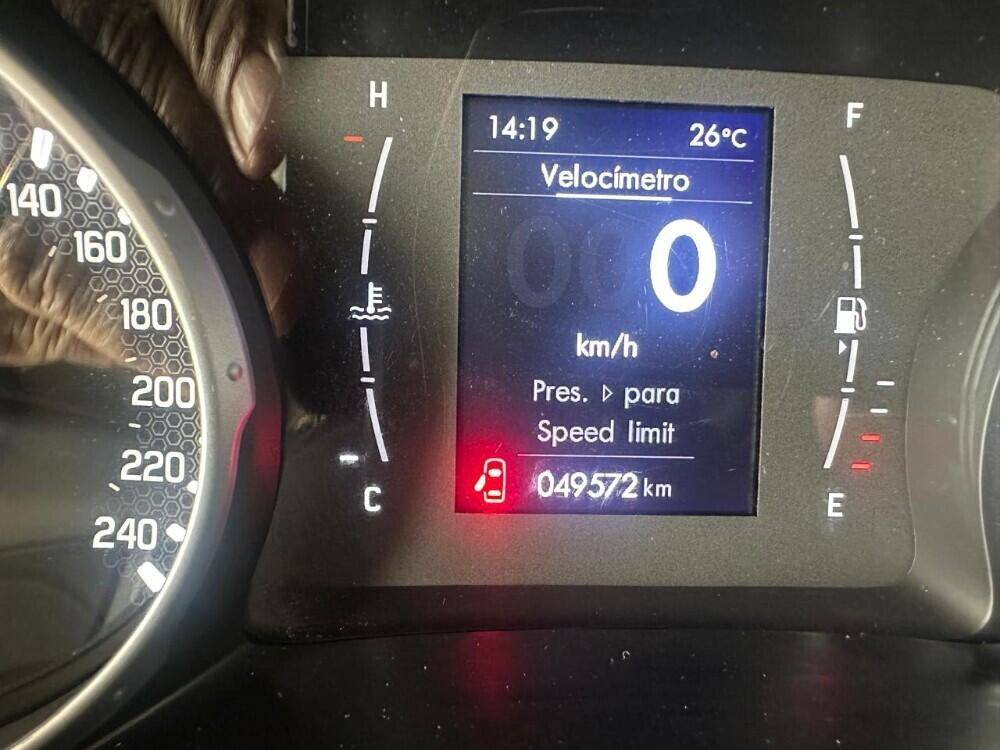 140
160
180
200
220
240
H
C
14:19 26°C
Velocímetro
0
km/h
Pres. ▷ para
Speed limit
049572 km
F
E